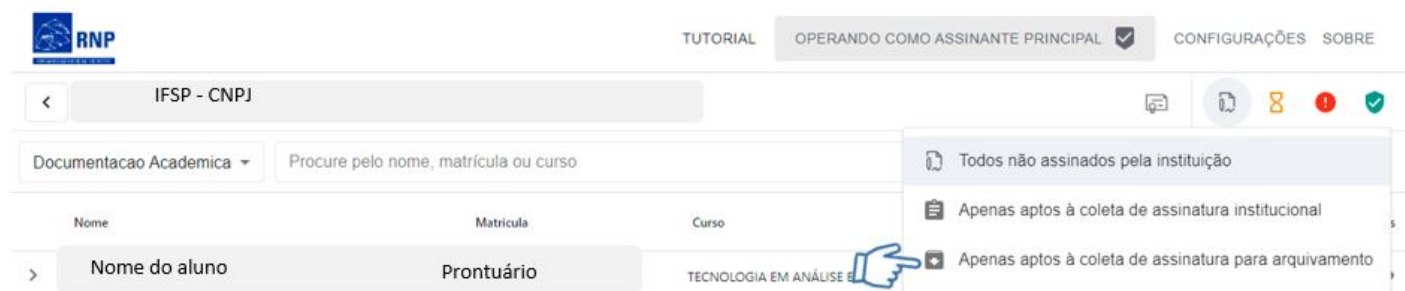 RNP
TUTORIAL OPERANDO COMO ASSINANTE PRINCIPAL CONFIGURAÇÕES SOBRE
IFSP - CNPJ
Documentacao Academica Procure pelo nome, matrícula ou curso
Todos não assinados pela instituição
Apenas aptos à coleta de assinatura institucional
Nome Matricula Curso
Apenas aptos à coleta de assinatura para arquivamento
Nome do aluno Prontuário TECNOLOGIA EM ANÁLISE E